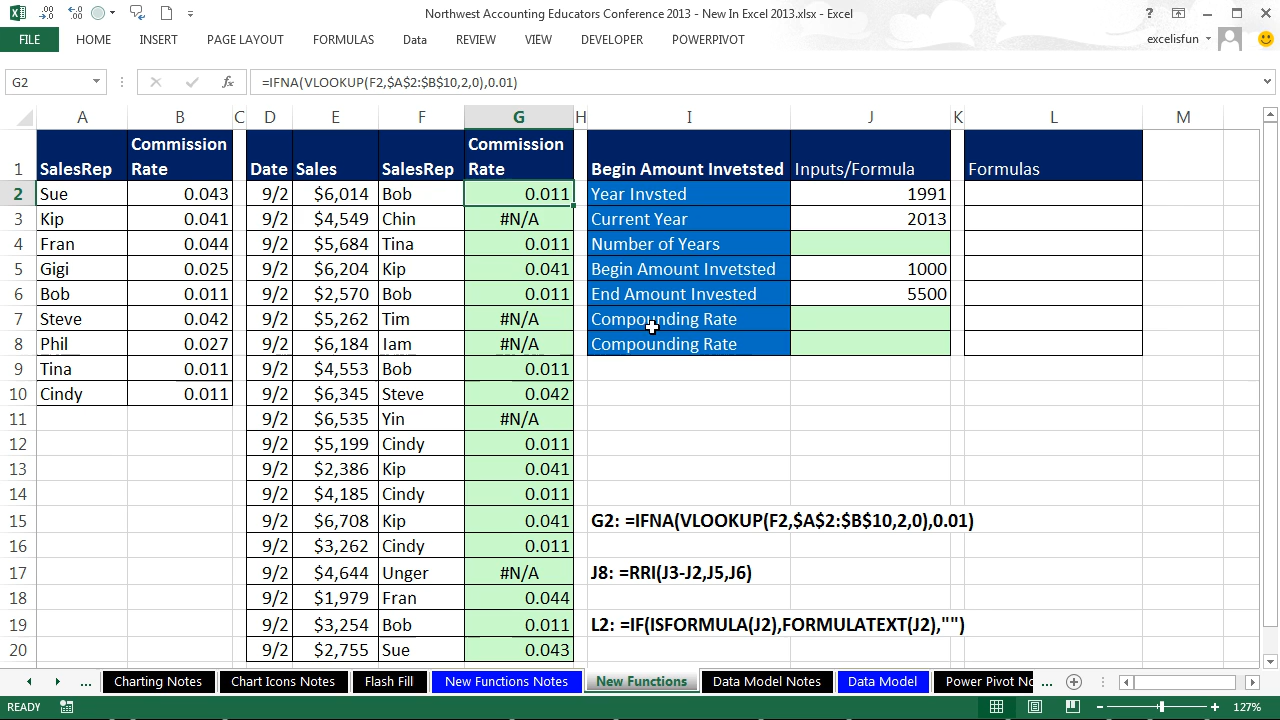 Northwest Accounting Educators Conference 2013 - New In Excel 2013.xlsx - Excel
FILE HOME INSERT PAGE LAYOUT FORMULAS Data REVIEW VIEW DEVELOPER POWERPIVOT excelisfun
G2 fx =IFNA(VLOOKUP(F2,$A$2:$B$10,2,0),0.01)
A B C D E F G H I J K L M
1 SalesRep Commission Rate Date Sales SalesRep Commission Rate Begin Amount Invetsted Inputs/Formula Formulas
2 Sue 0.043 9/2 $6,014 Bob 0.011 Year Invsted 1991
3 Kip 0.041 9/2 $4,549 Chin #N/A Current Year 2013
4 Fran 0.044 9/2 $5,684 Tina 0.011 Number of Years
5 Gigi 0.025 9/2 $6,204 Kip 0.041 Begin Amount Invetsted 1000
6 Bob 0.011 9/2 $2,570 Bob 0.011 End Amount Invested 5500
7 Steve 0.042 9/2 $5,262 Tim #N/A Compounding Rate
8 Phil 0.027 9/2 $6,184 Iam #N/A Compounding Rate
9 Tina 0.011 9/2 $4,553 Bob 0.011
10 Cindy 0.011 9/2 $6,345 Steve 0.042
11 9/2 $6,535 Yin #N/A
12 9/2 $5,199 Cindy 0.011
13 9/2 $2,386 Kip 0.041
14 9/2 $4,185 Cindy 0.011
15 9/2 $6,708 Kip 0.041 G2: =IFNA(VLOOKUP(F2,$A$2:$B$10,2,0),0.01)
16 9/2 $3,262 Cindy 0.011
17 9/2 $4,644 Unger #N/A J8: =RRI(J3-J2,J5,J6)
18 9/2 $1,979 Fran 0.044
19 9/2 $3,254 Bob 0.011 L2: =IF(ISFORMULA(J2),FORMULATEXT(J2),"")
20 9/2 $2,755 Sue 0.043
... Charting Notes Chart Icons Notes Flash Fill New Functions Notes New Functions Data Model Notes Data Model Power Pivot No ...
READY 127%